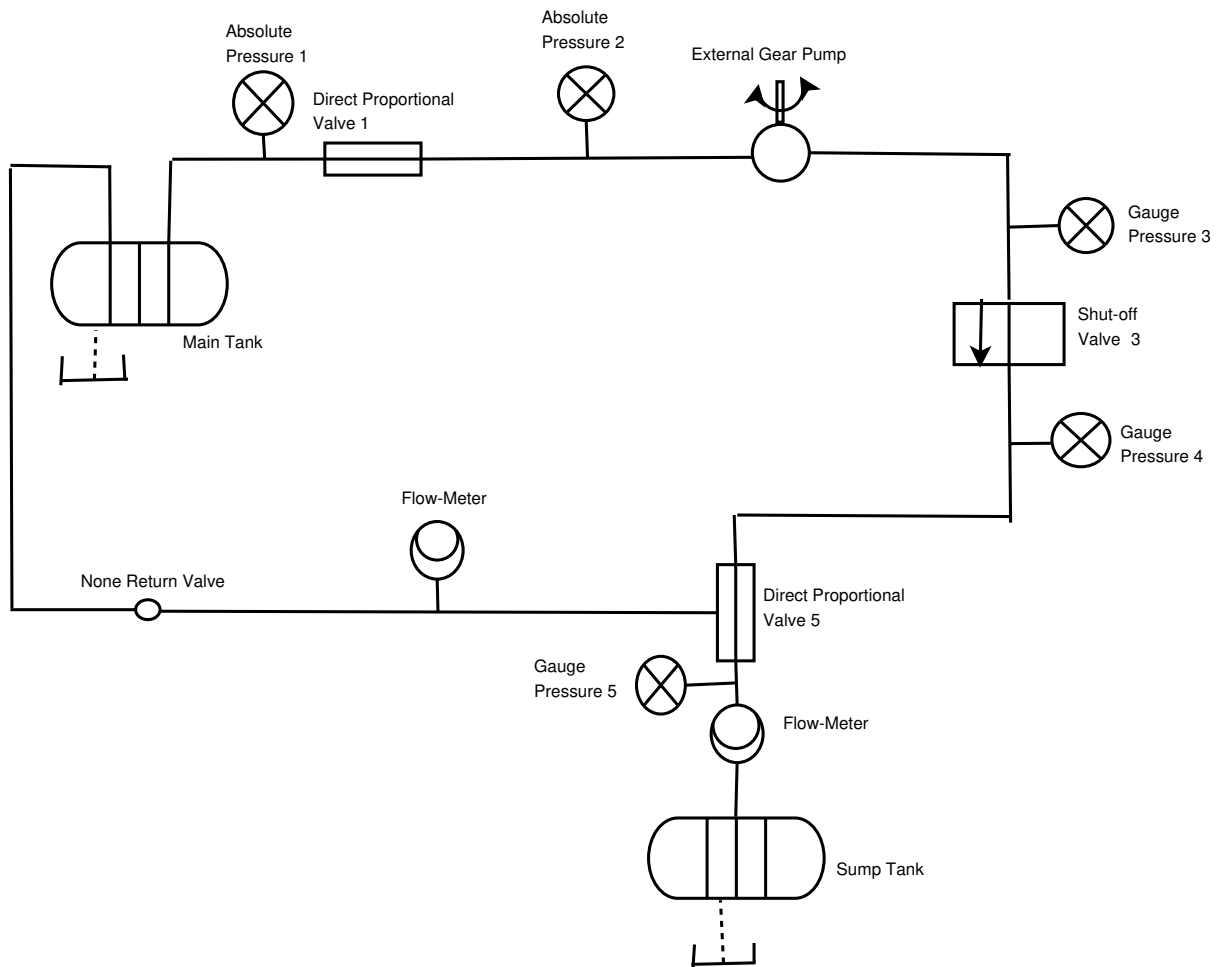 Absolute
Pressure 1
Absolute
Pressure 2
External Gear Pump
Direct Proportional
Valve 1
Gauge
Pressure 3
Main Tank
Shut-off
Valve 3
Gauge
Pressure 4
Flow-Meter
None Return Valve
Direct Proportional
Valve 5
Gauge
Pressure 5
Flow-Meter
Sump Tank